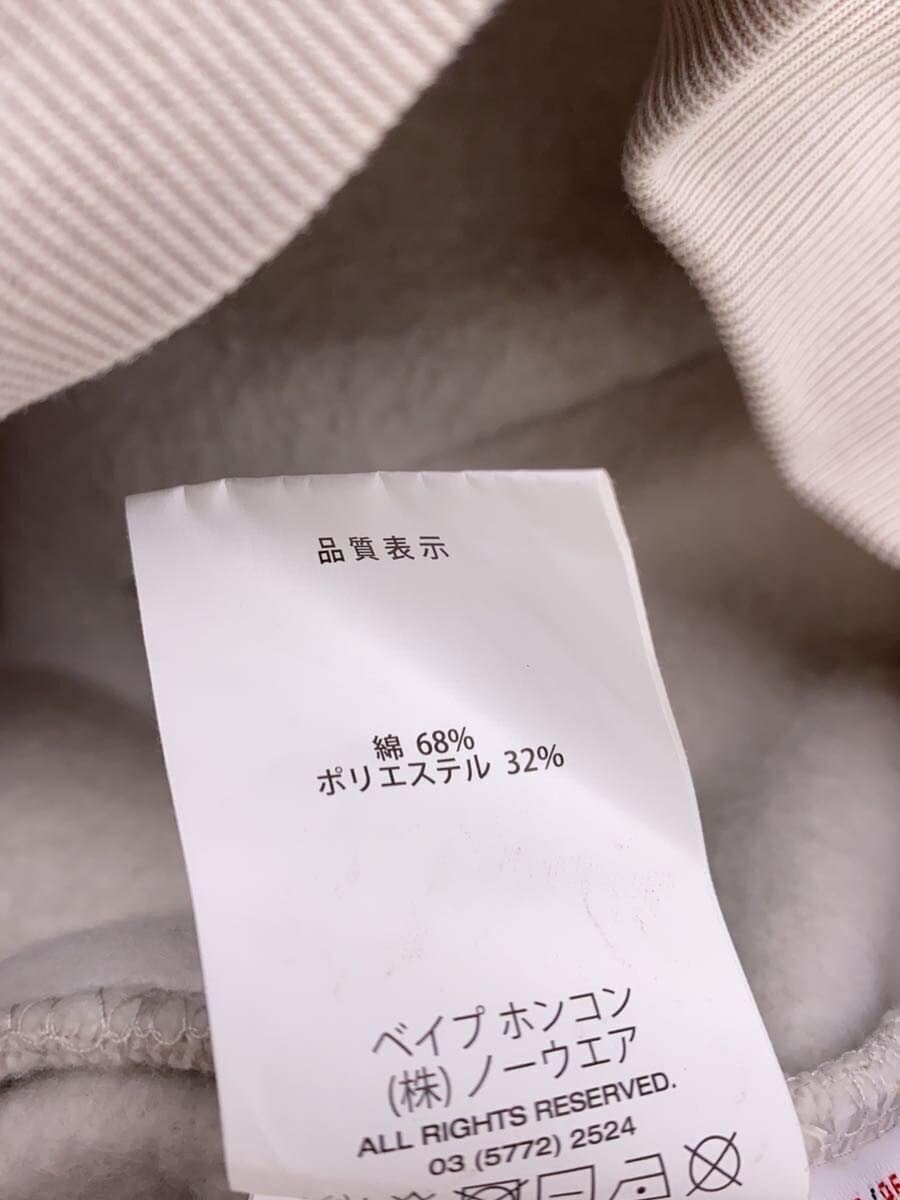 品質表示
綿 68%
ポリエステル 32%
ベイプ ホンコン
(株) ノーウエア
ALL RIGHTS RESERVED.
03 (5772) 2524